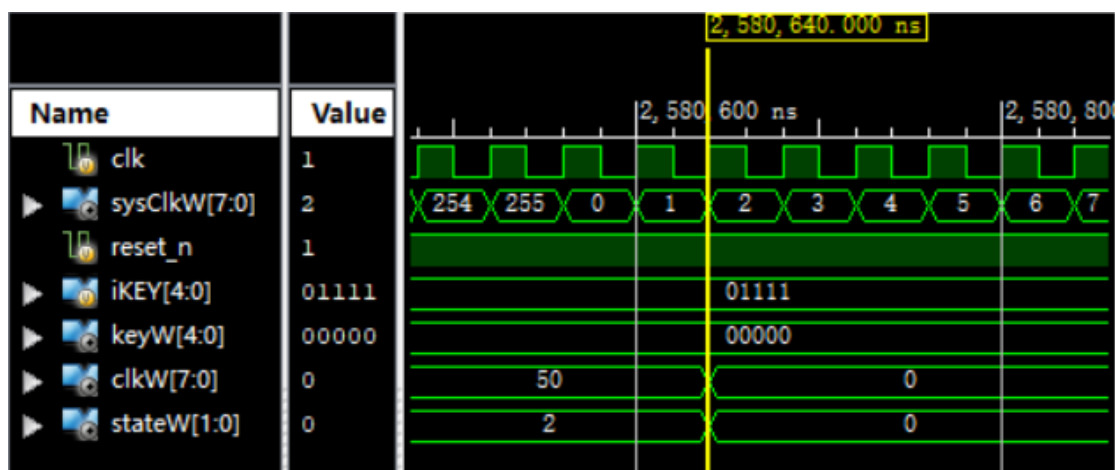 2,580,640.000 ns
Name Value 2,580,600 ns 2,580,80
clk 1
sysClkW[7:0] 2 254 255 0 1 2 3 4 5 6 7
reset_n 1
iKEY[4:0] 01111 01111
keyW[4:0] 00000 00000
clkW[7:0] 0 50 0
stateW[1:0] 0 2 0